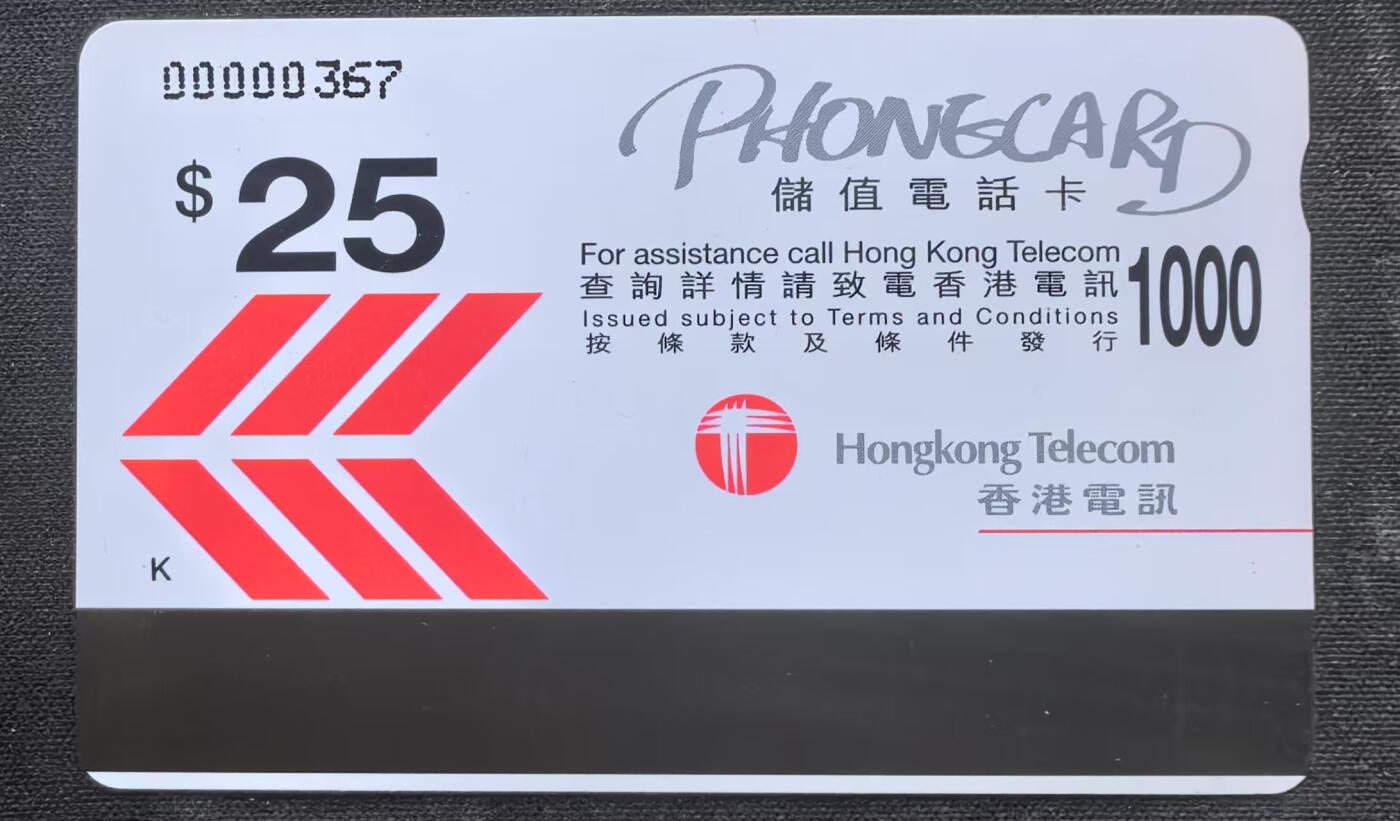 00000367
$25
PHONECARD
儲值電話卡
For assistance call Hong Kong Telecom
查詢詳情請致電香港電訊
1000
Issued subject to Terms and Conditions
按條款及條件發行
Hongkong Telecom
香港電訊
K